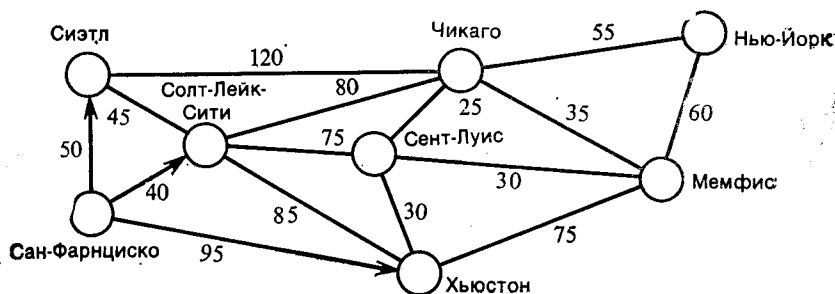 Сиэтл
Чикаго
55
Нью-Йорк
120
Солт-Лейк-
Сити
80
45
25
35
60
50
75
Сент-Луис
40
30
Мемфис
85
30
75
Сан-Фарнциско
95
Хьюстон